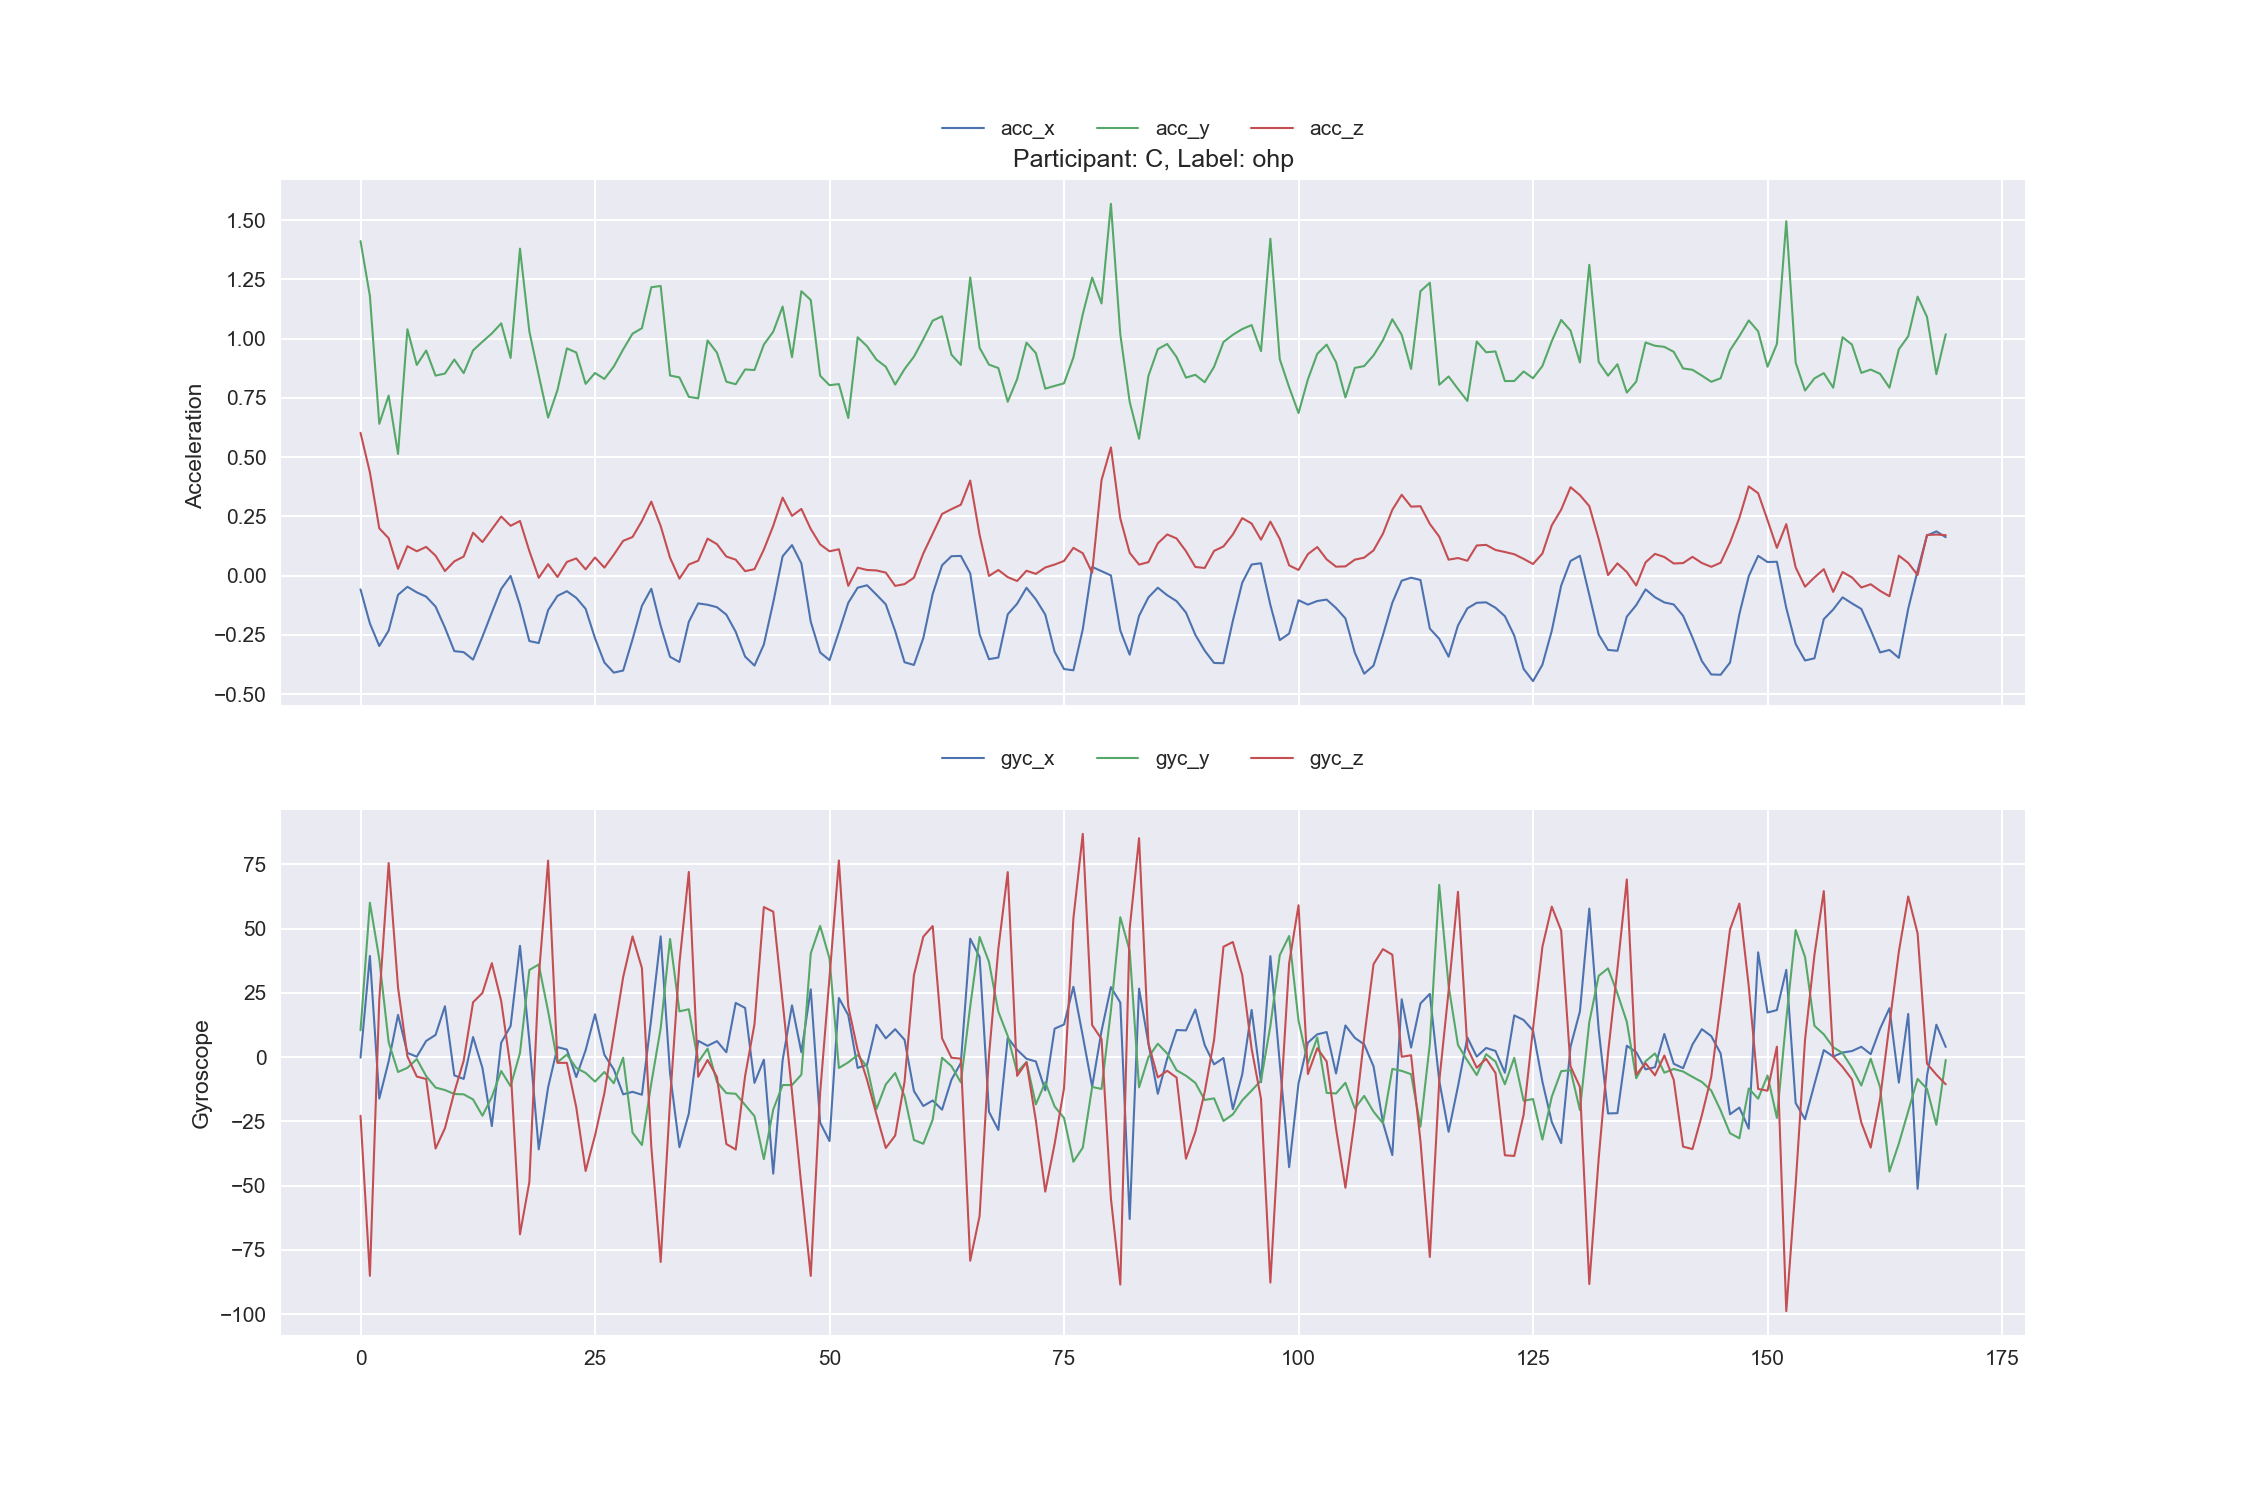 acc_x acc_y acc_z
Participant: C, Label: ohp
1.50
1.25
1.00
0.75
0.50
0.25
0.00
−0.25
−0.50
Acceleration
gyc_x gyc_y gyc_z
75
50
25
0
−25
−50
−75
−100
Gyroscope
0 25 50 75 100 125 150 175